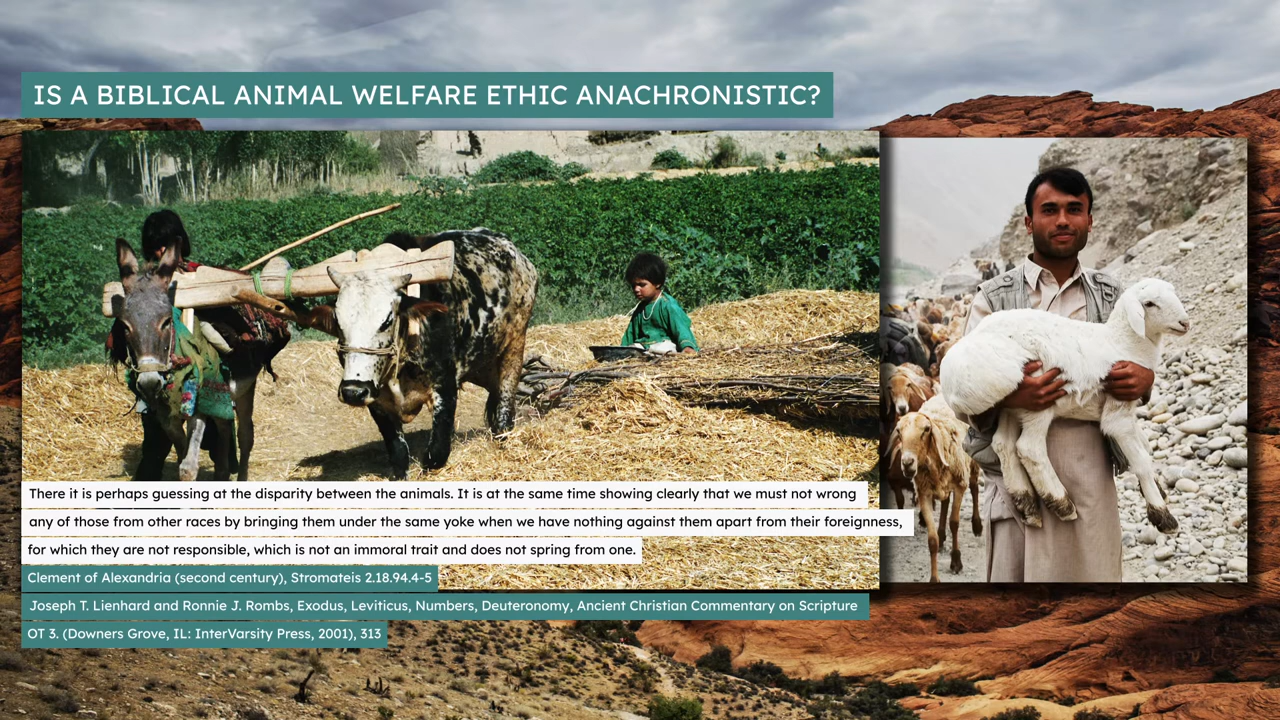 IS A BIBLICAL ANIMAL WELFARE ETHIC ANACHRONISTIC?
There it is perhaps guessing at the disparity between the animals. It is at the same time showing clearly that we must not wrong
any of those from other races by bringing them under the same yoke when we have nothing against them apart from their foreignness,
for which they are not responsible, which is not an immoral trait and does not spring from one.
Clement of Alexandria (second century), Stromateis 2.18.94.4-5
Joseph T. Lienhard and Ronnie J. Rombs, Exodus, Leviticus, Numbers, Deuteronomy, Ancient Christian Commentary on Scripture
OT 3. (Downers Grove, IL: InterVarsity Press, 2001), 313